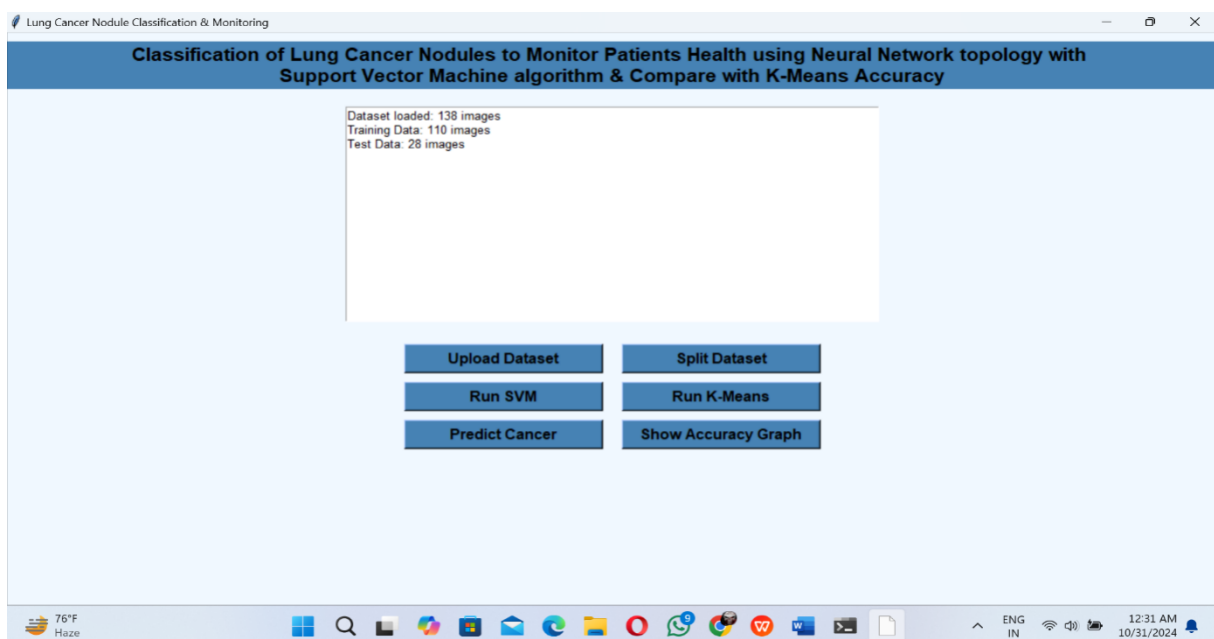 Lung Cancer Nodule Classification & Monitoring
Classification of Lung Cancer Nodules to Monitor Patients Health using Neural Network topology with
Support Vector Machine algorithm & Compare with K-Means Accuracy
Dataset loaded: 138 images
Training Data: 110 images
Test Data: 28 images
Upload Dataset
Split Dataset
Run SVM
Run K-Means
Predict Cancer
Show Accuracy Graph
76°F
Haze
9
ENG
IN
12:31 AM
10/31/2024